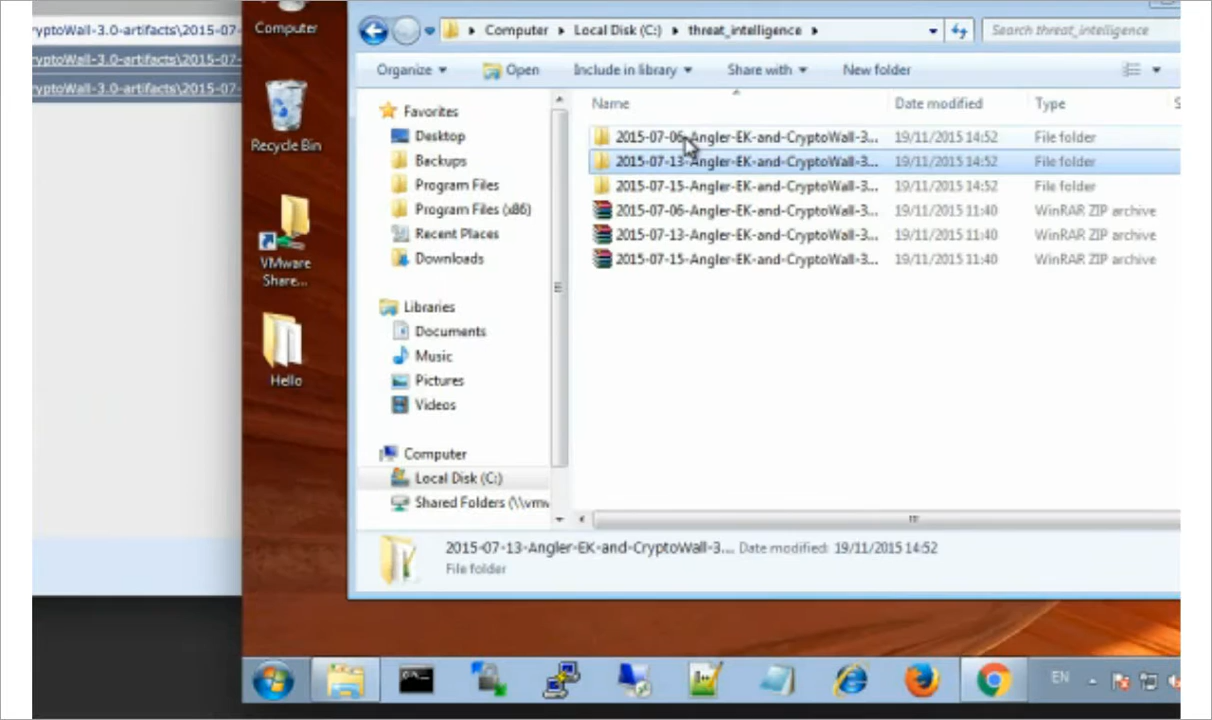 ryptoWall-3.0-artifacts\2015-07-
ryptoWall-3.0-artifacts\2015-07-
ryptoWall-3.0-artifacts\2015-07-
Computer
Recycle Bin
VMware
Share...
Hello
Computer
Local Disk (C:)
threat_intelligence
Search threat_intelligence
Organize
Open
Include in library
Share with
New folder
Favorites
Desktop
Backups
Program Files
Program Files (x86)
Recent Places
Downloads
Libraries
Documents
Music
Pictures
Videos
Computer
Local Disk (C:)
Shared Folders (\\vmw
Name Date modified Type S
2015-07-06-Angler-EK-and-CryptoWall-3... 19/11/2015 14:52 File folder
2015-07-13-Angler-EK-and-CryptoWall-3... 19/11/2015 14:52 File folder
2015-07-15-Angler-EK-and-CryptoWall-3... 19/11/2015 14:52 File folder
2015-07-06-Angler-EK-and-CryptoWall-3... 19/11/2015 11:40 WinRAR ZIP archive
2015-07-13-Angler-EK-and-CryptoWall-3... 19/11/2015 11:40 WinRAR ZIP archive
2015-07-15-Angler-EK-and-CryptoWall-3... 19/11/2015 11:40 WinRAR ZIP archive
2015-07-13-Angler-EK-and-CryptoWall-3... Date modified: 19/11/2015 14:52
File folder
EN